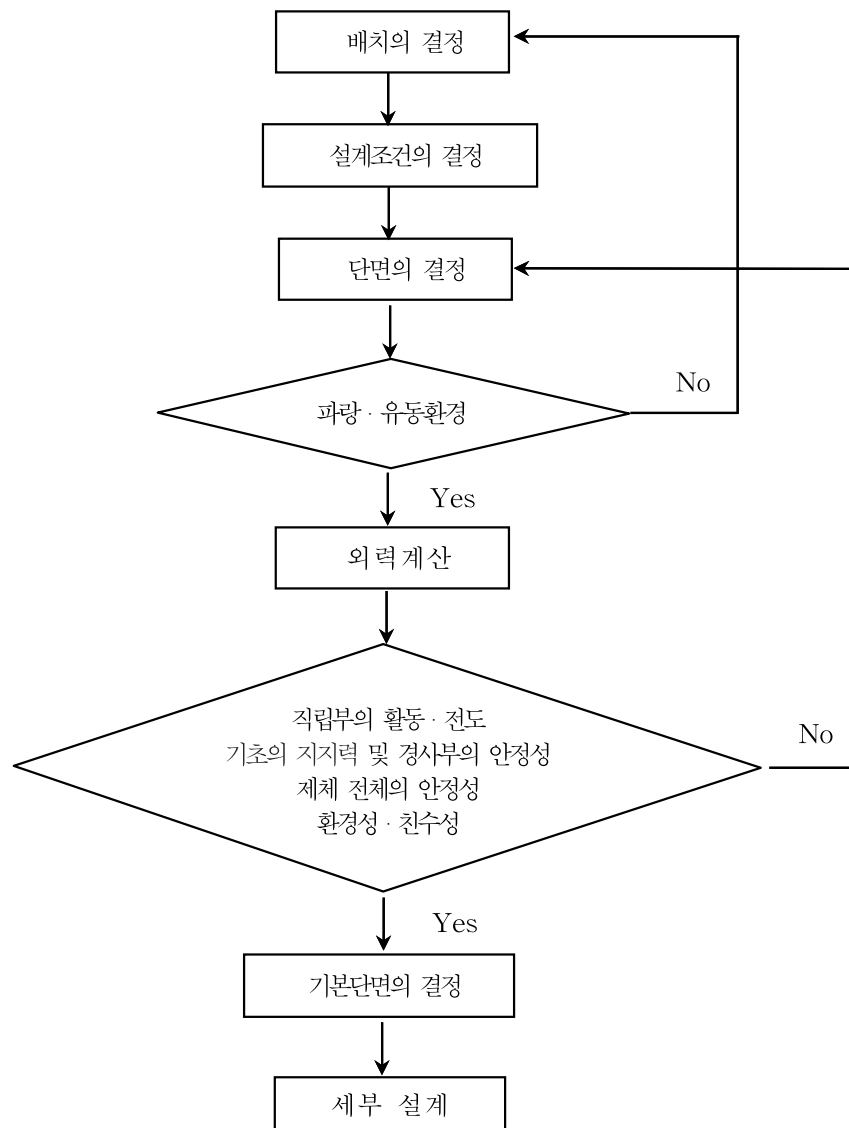 배치의 결정
설계조건의 결정
단면의 결정
파랑 · 유동환경
No
Yes
외력계산
직립부의 활동 · 전도
기초의 지지력 및 경사부의 안정성
제체 전체의 안정성
환경성 · 친수성
No
Yes
기본단면의 결정
세부 설계